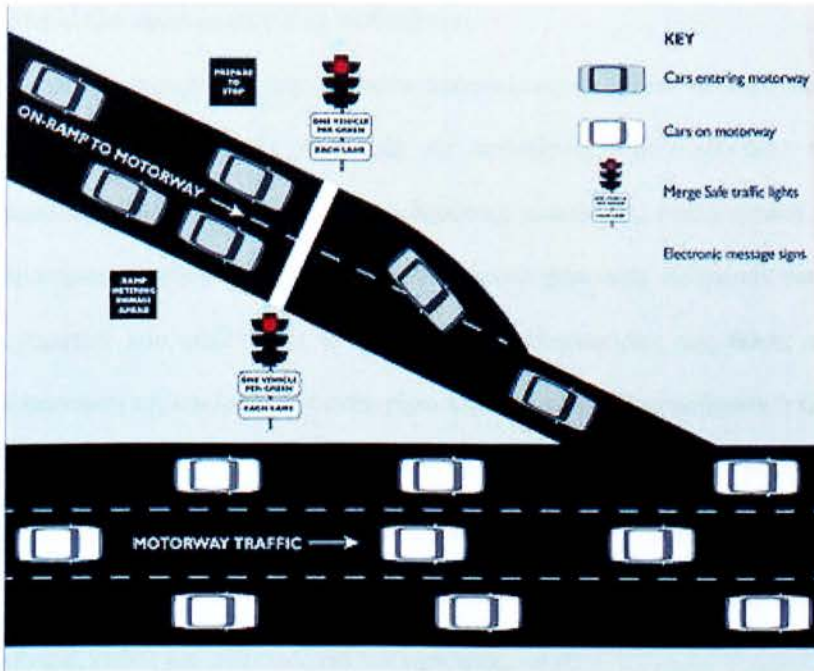 PREPARE
TO
STOP
ONE VEHICLE
PER GREEN
EACH LANE
ON-RAMP TO MOTORWAY
RAMP
METERING
AHEAD
ONE VEHICLE
PER GREEN
EACH LANE
MOTORWAY TRAFFIC
KEY
Cars entering motorway
Cars on motorway
Merge Safe traffic lights
Electronic message signs